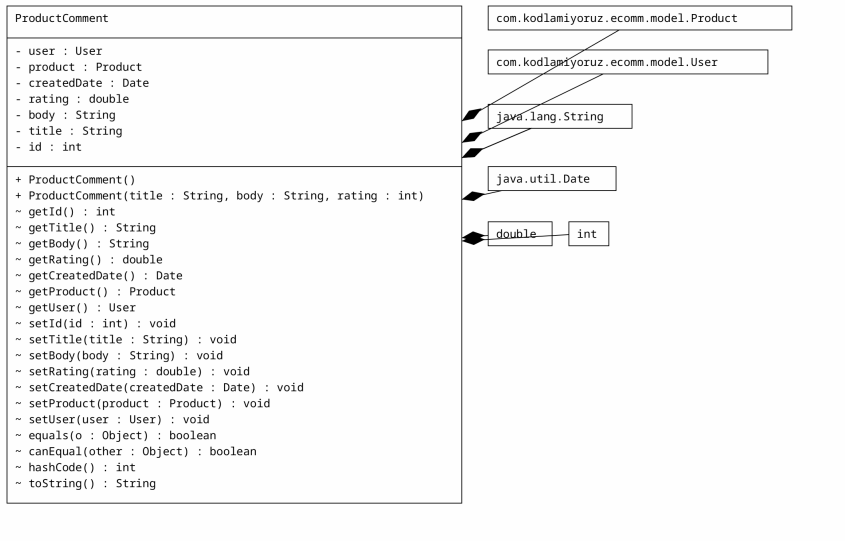 ProductComment
- user : User
- product : Product
- createdDate : Date
- rating : double
- body : String
- title : String
- id : int
+ ProductComment()
+ ProductComment(title : String, body : String, rating : int)
~ getId() : int
~ getTitle() : String
~ getBody() : String
~ getRating() : double
~ getCreatedDate() : Date
~ getProduct() : Product
~ getUser() : User
~ setId(id : int) : void
~ setTitle(title : String) : void
~ setBody(body : String) : void
~ setRating(rating : double) : void
~ setCreatedDate(createdDate : Date) : void
~ setProduct(product : Product) : void
~ setUser(user : User) : void
~ equals(o : Object) : boolean
~ canEqual(other : Object) : boolean
~ hashCode() : int
~ toString() : String
com.kodlamiyoruz.ecomm.model.Product
com.kodlamiyoruz.ecomm.model.User
java.lang.String
java.util.Date
double
int